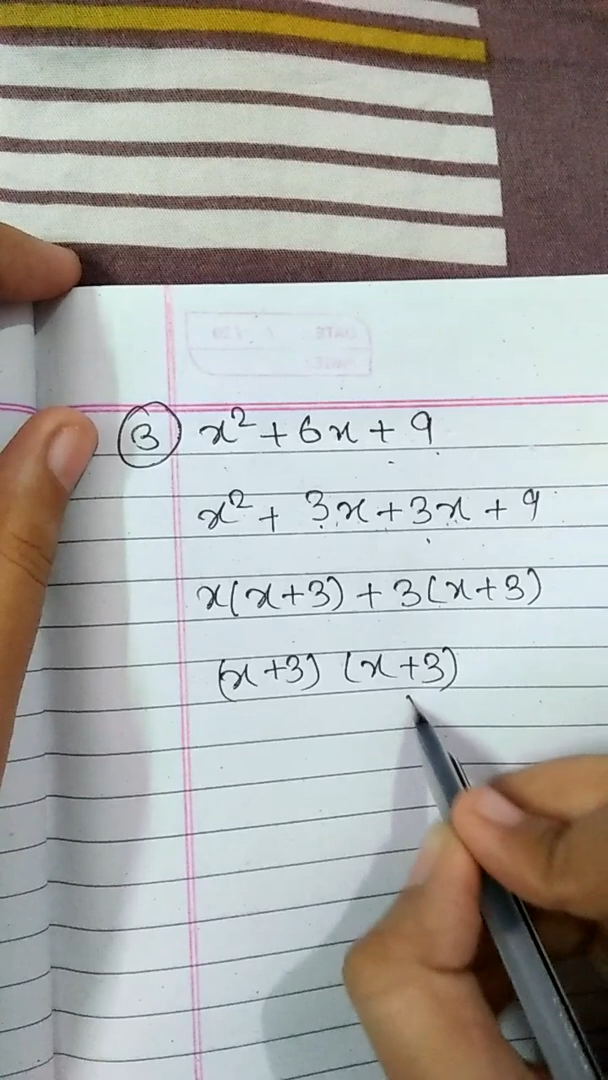 ③ x² + 6x + 9
x² + 3x + 3x + 9
x(x+3) + 3(x+3)
(x+3) (x+3)